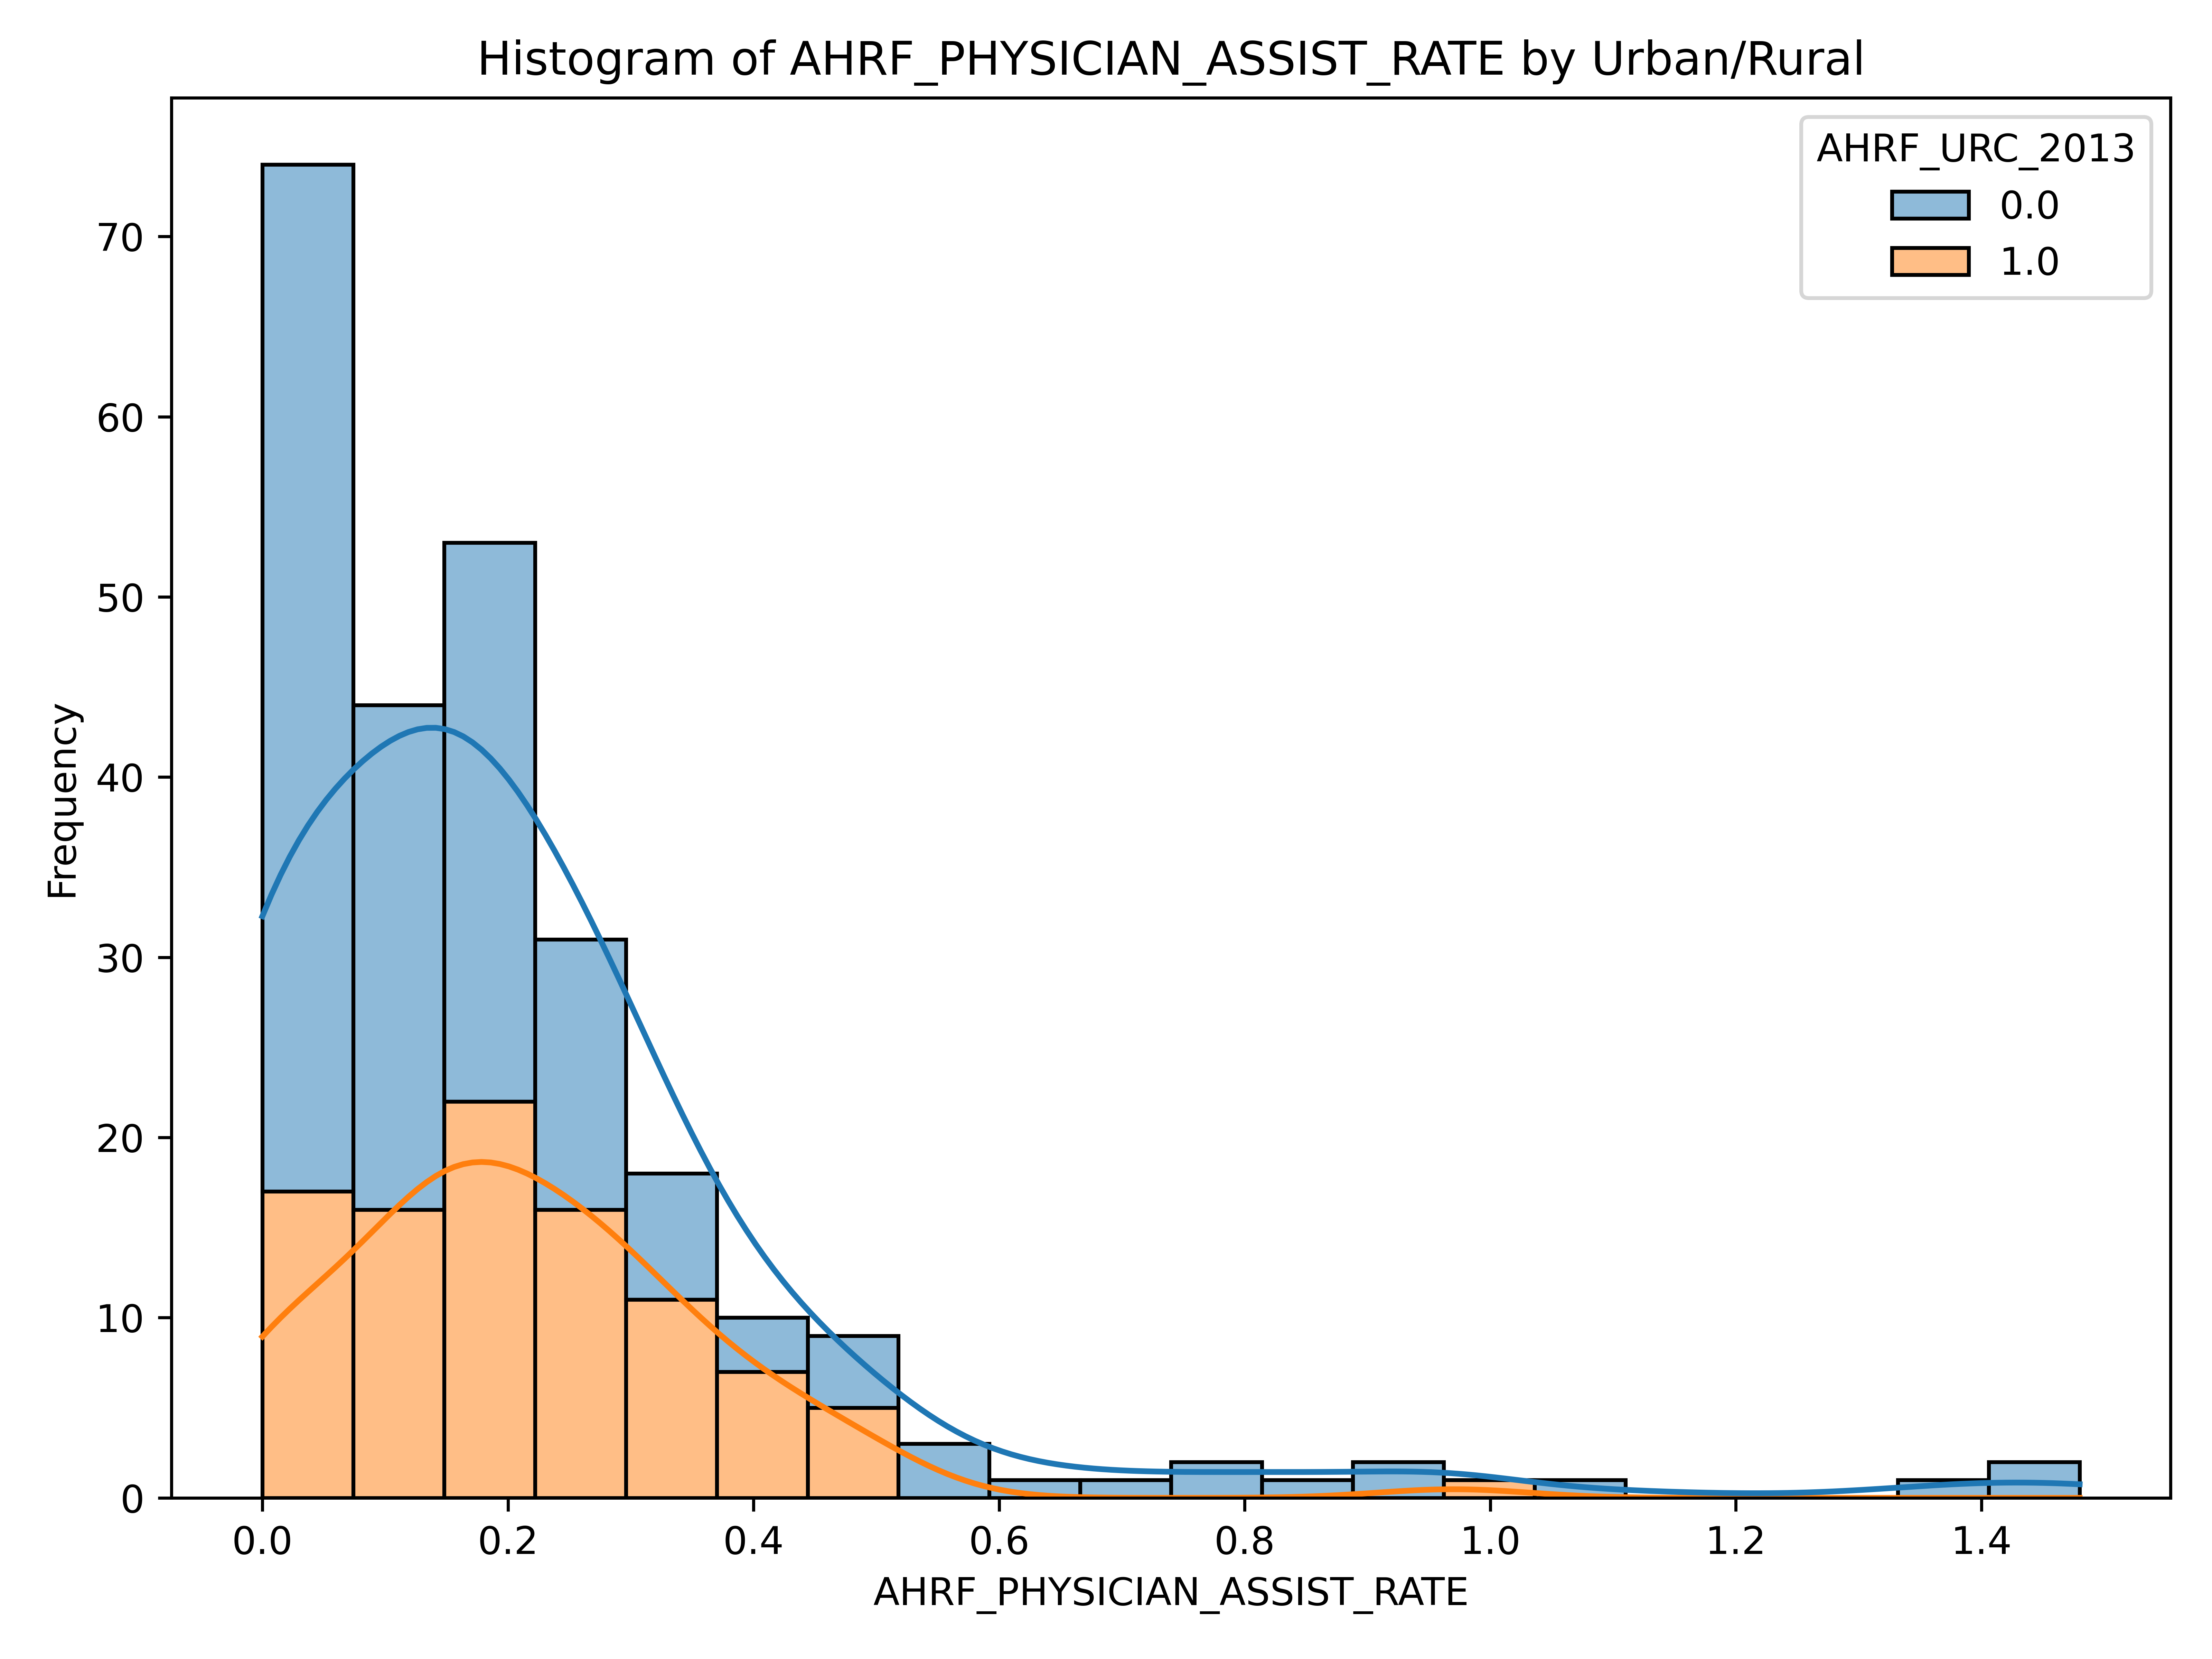 Histogram of AHRF_PHYSICIAN_ASSIST_RATE by Urban/Rural
AHRF_URC_2013
0.0
1.0
Frequency
70
60
50
40
30
20
10
0
0.0 0.2 0.4 0.6 0.8 1.0 1.2 1.4
AHRF_PHYSICIAN_ASSIST_RATE